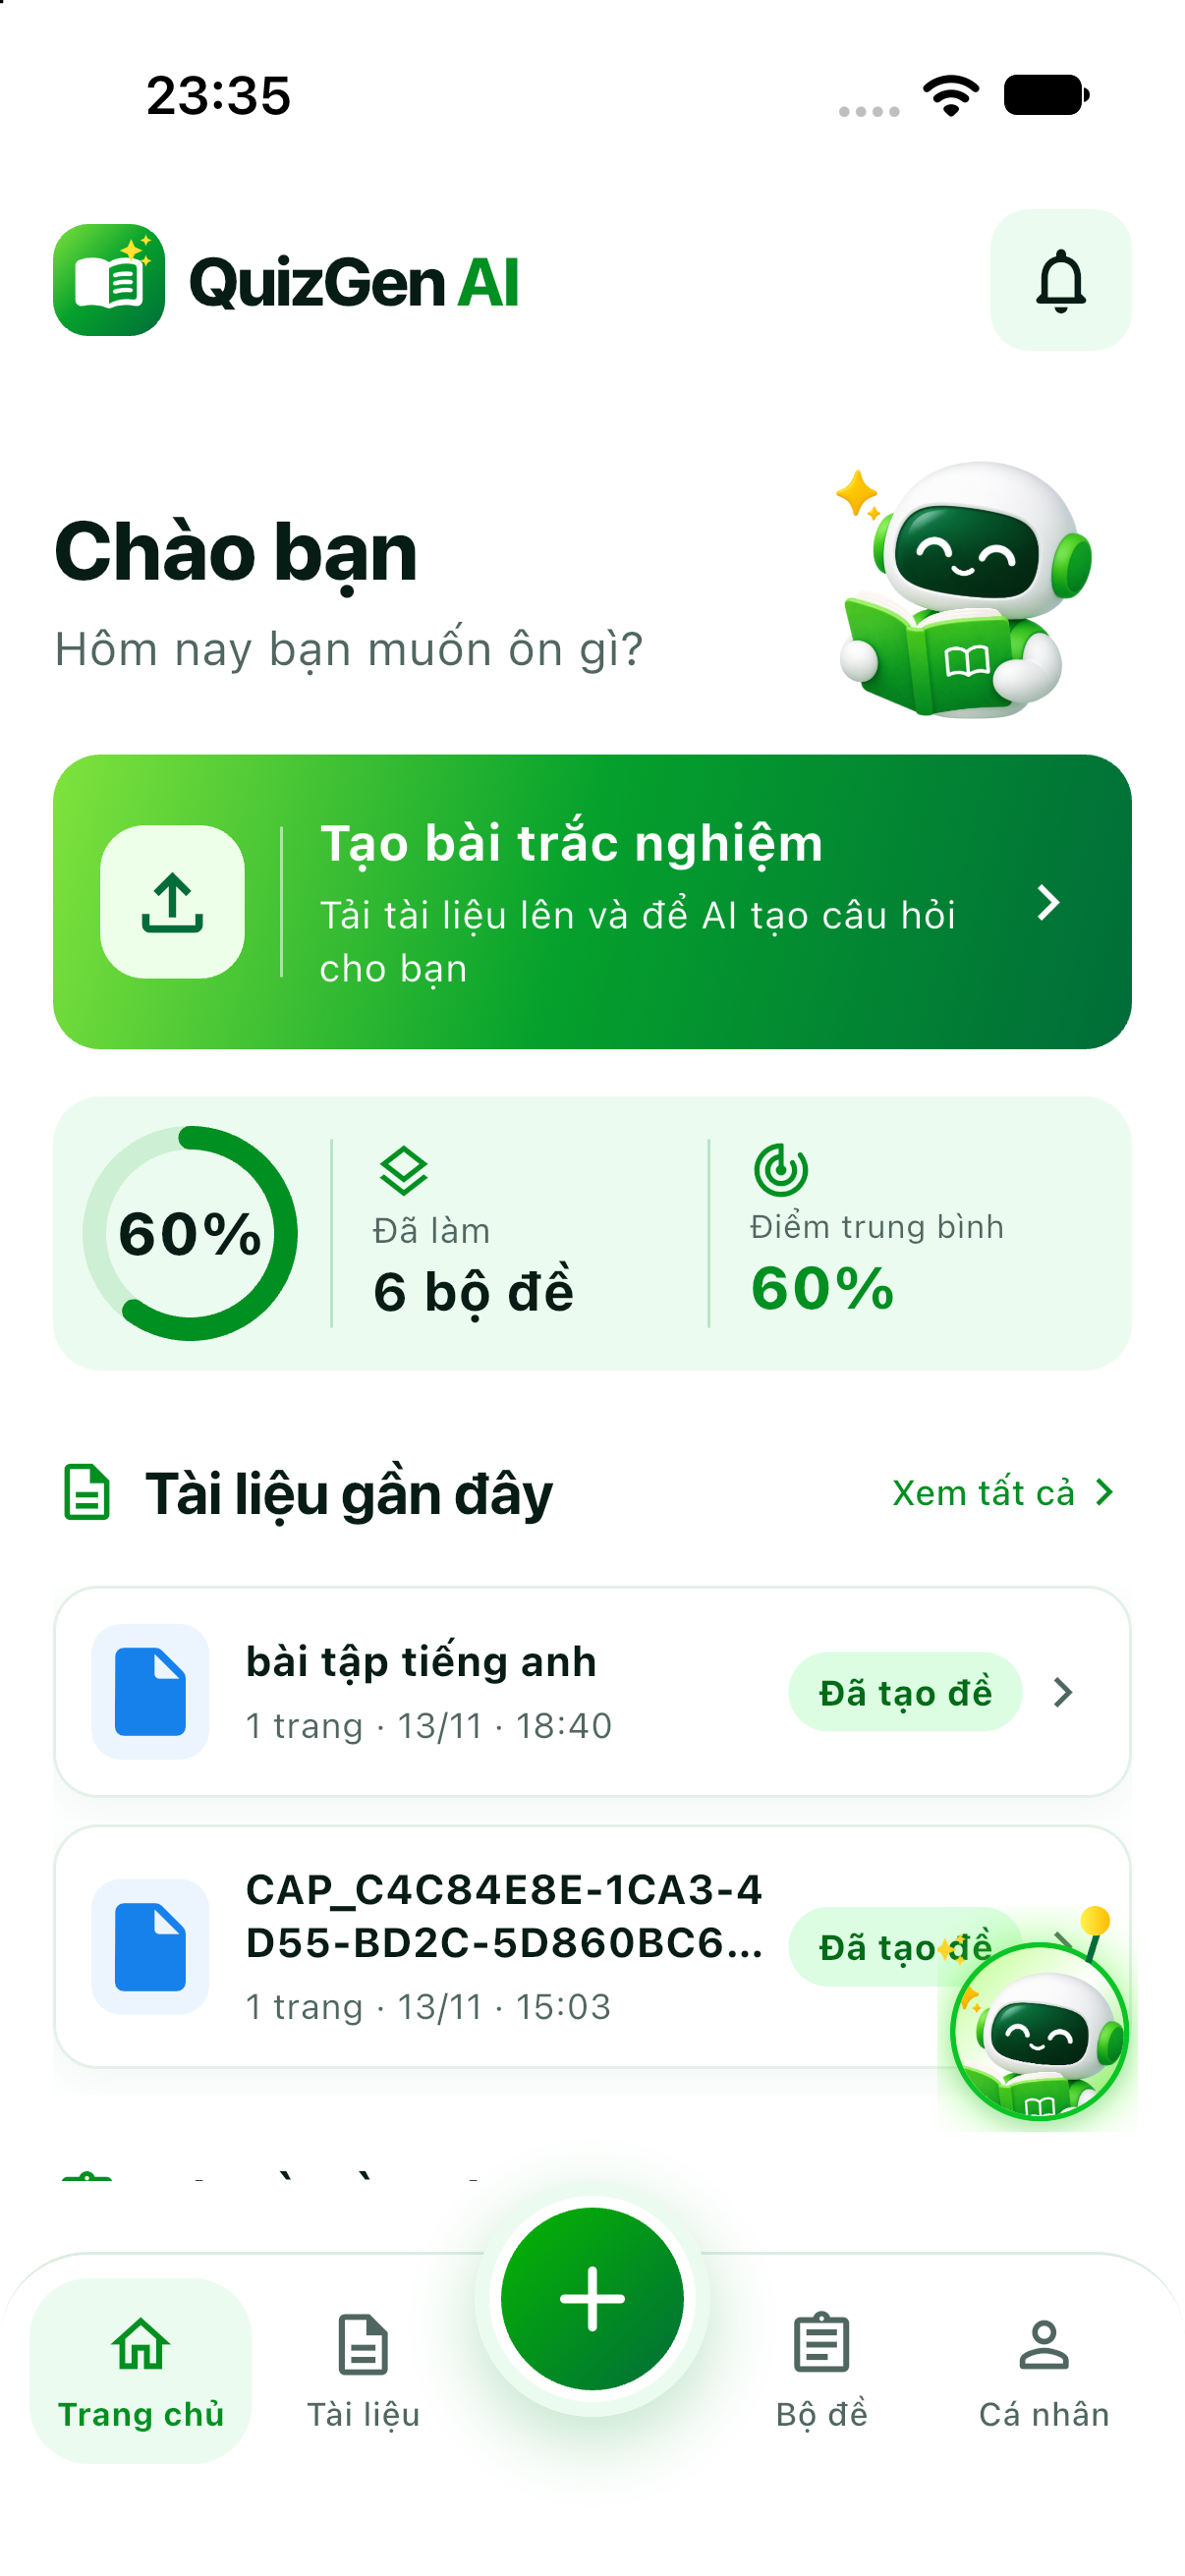 23:35
QuizGen AI
Chào bạn
Hôm nay bạn muốn ôn gì?
Tạo bài trắc nghiệm
Tải tài liệu lên và để AI tạo câu hỏi
cho bạn
60%
Đã làm
6 bộ đề
Điểm trung bình
60%
Tài liệu gần đây
Xem tất cả
bài tập tiếng anh
1 trang · 13/11 · 18:40
Đã tạo đề
CAP_C4C84E8E-1CA3-4
D55-BD2C-5D860BC6...
1 trang · 13/11 · 15:03
Đã tạo đề
Trang chủ
Tài liệu
Bộ đề
Cá nhân